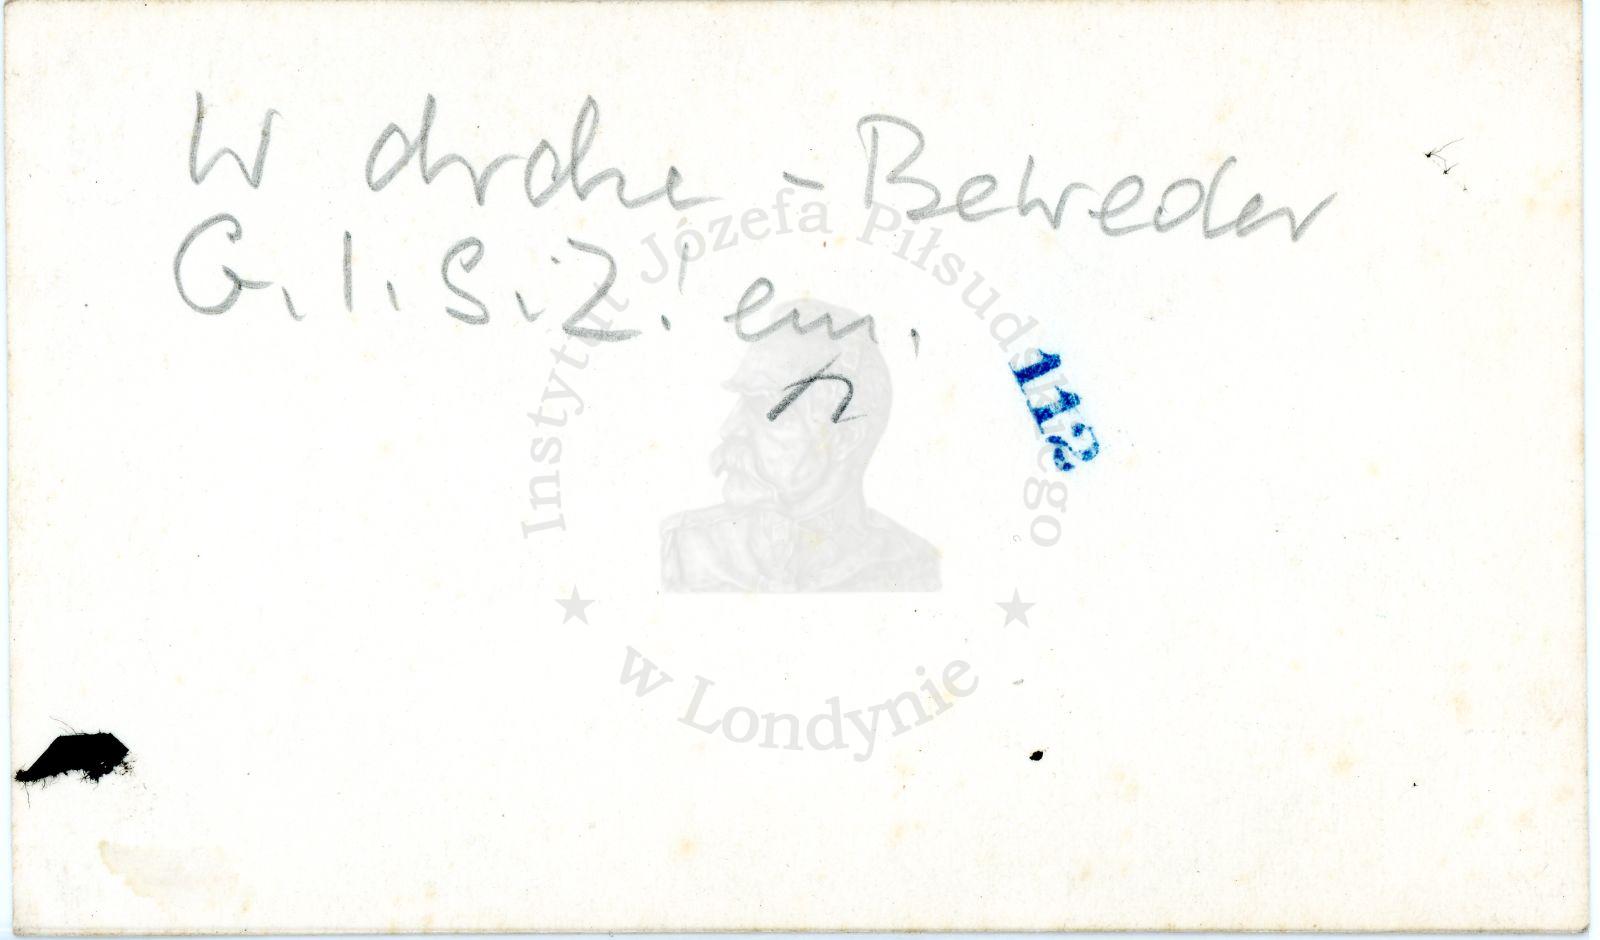 W drodze - Belweder
G.I.S.Z. em.
112
Instytut Józefa Piłsudskiego
w Londynie